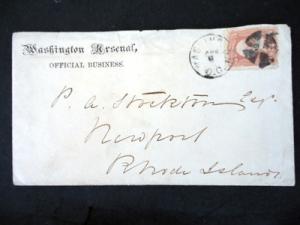 Washington Arsenal,
OFFICIAL BUSINESS.
P. A. Stockton Esq.
Newport
Rhode Island